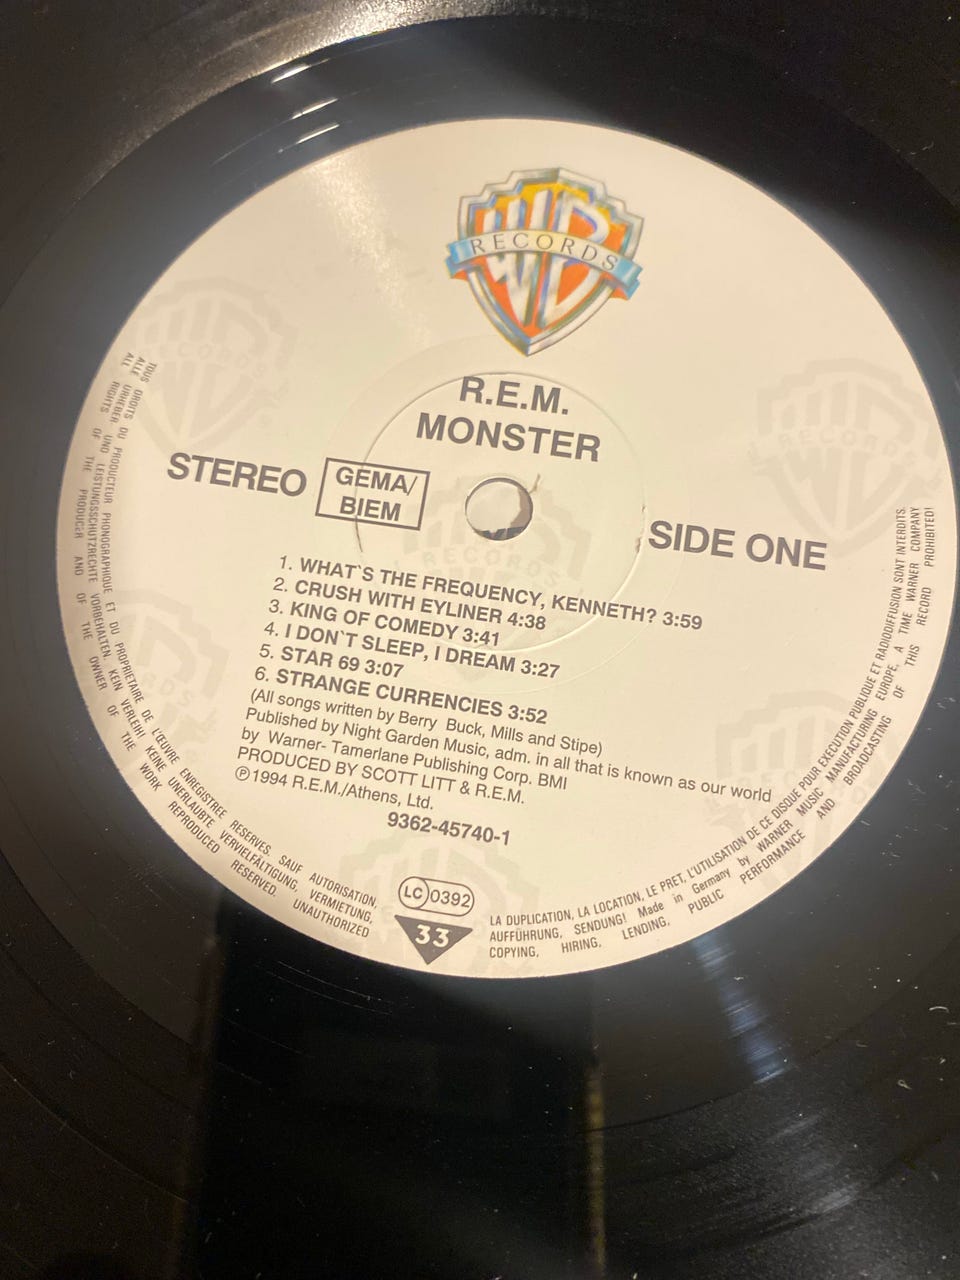 WB
RECORDS
R.E.M.
MONSTER
STEREO
GEMA/
BIEM
SIDE ONE
1. WHAT`S THE FREQUENCY, KENNETH? 3:59
2. CRUSH WITH EYLINER 4:38
3. KING OF COMEDY 3:41
4. I DON`T SLEEP, I DREAM 3:27
5. STAR 69 3:07
6. STRANGE CURRENCIES 3:52
(All songs written by Berry Buck, Mills and Stipe)
Published by Night Garden Music, adm. in all that is known as our world
by Warner- Tamerlane Publishing Corp. BMI
PRODUCED BY SCOTT LITT & R.E.M.
℗1994 R.E.M./Athens, Ltd.
9362-45740-1
LC 0392
33
TOUS DROITS DU PRODUCTEUR PHONOGRAPHIQUE ET DU PROPRIETAIRE DE L'ŒUVRE ENREGISTREE RESERVES. SAUF AUTORISATION,
LA DUPLICATION, LA LOCATION, LE PRET, L'UTILISATION DE CE DISQUE POUR EXECUTION PUBLIQUE ET RADIODIFFUSION SONT INTERDITS.
ALLE URHEBER UND LEISTUNGSSCHUTZRECHTE VORBEHALTEN. KEIN VERLEIH! KEINE UNERLAUBTE VERVIELFÄLTIGUNG, VERMIETUNG,
AUFFÜHRUNG, SENDUNG! Made in Germany by WARNER MUSIC MANUFACTURING EUROPE, A TIME WARNER COMPANY
ALL RIGHTS OF THE PRODUCER AND OF THE OWNER OF THE WORK REPRODUCED RESERVED. UNAUTHORIZED
COPYING, HIRING, LENDING, PUBLIC PERFORMANCE AND BROADCASTING OF THIS RECORD PROHIBITED!